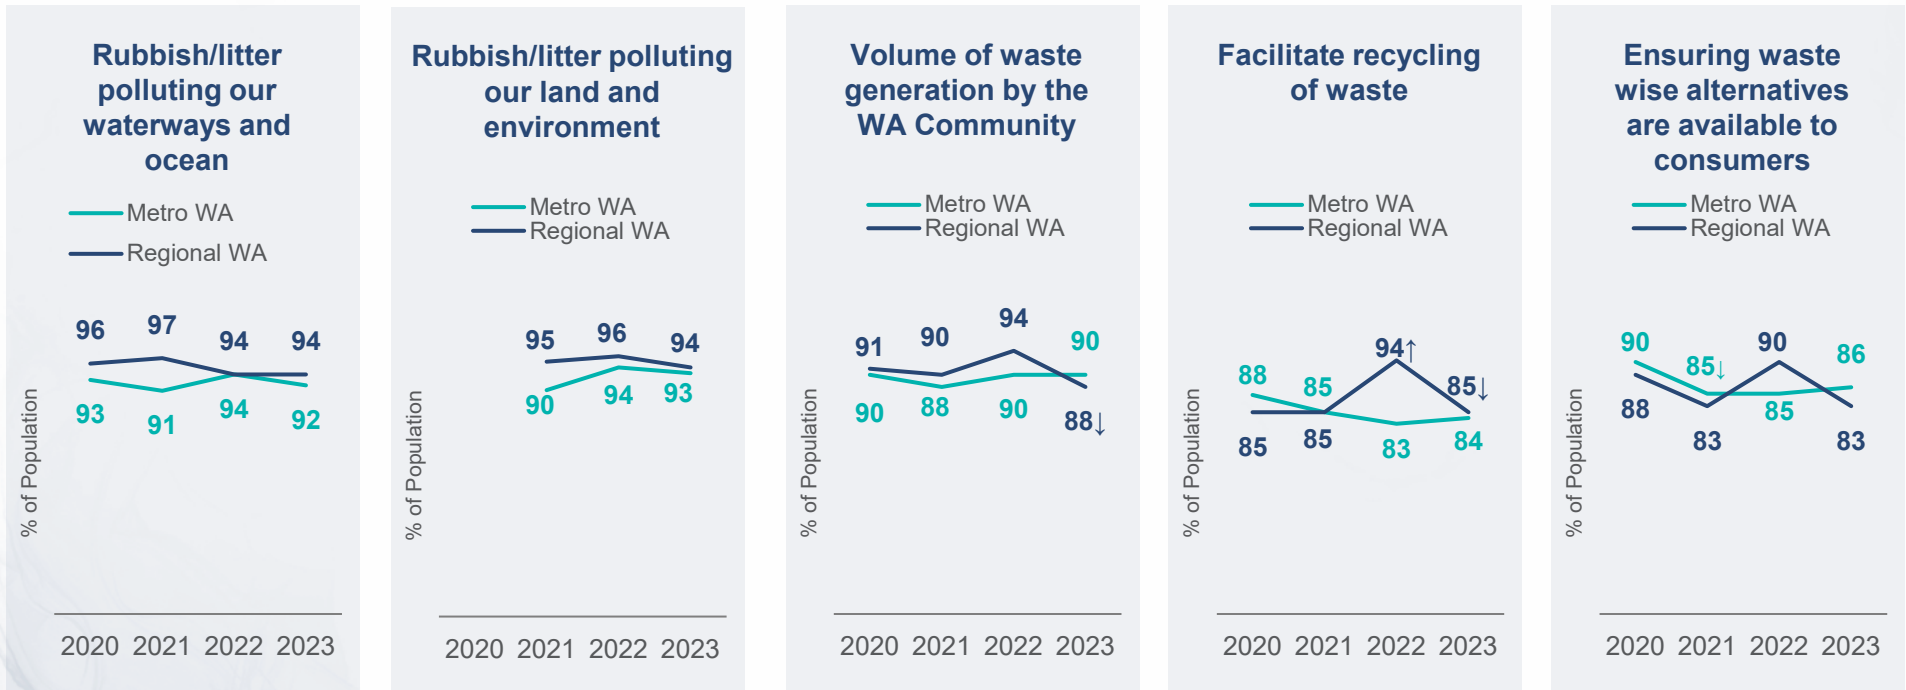 Rubbish/litter
polluting our
waterways and
ocean
Metro WA
Regional WA
96
97
94
94
93
91
94
92
% of Population
2020 2021 2022 2023
Rubbish/litter polluting
our land and
environment
Metro WA
Regional WA
95
96
94
90
94
93
% of Population
2020 2021 2022 2023
Volume of waste
generation by the
WA Community
Metro WA
Regional WA
91
90
94
90
90
88
90
88↓
% of Population
2020 2021 2022 2023
Facilitate recycling
of waste
Metro WA
Regional WA
88
85
94↑
85↓
85
85
83
84
% of Population
2020 2021 2022 2023
Ensuring waste
wise alternatives
are available to
consumers
Metro WA
Regional WA
90
85↓
90
86
88
83
85
83
% of Population
2020 2021 2022 2023